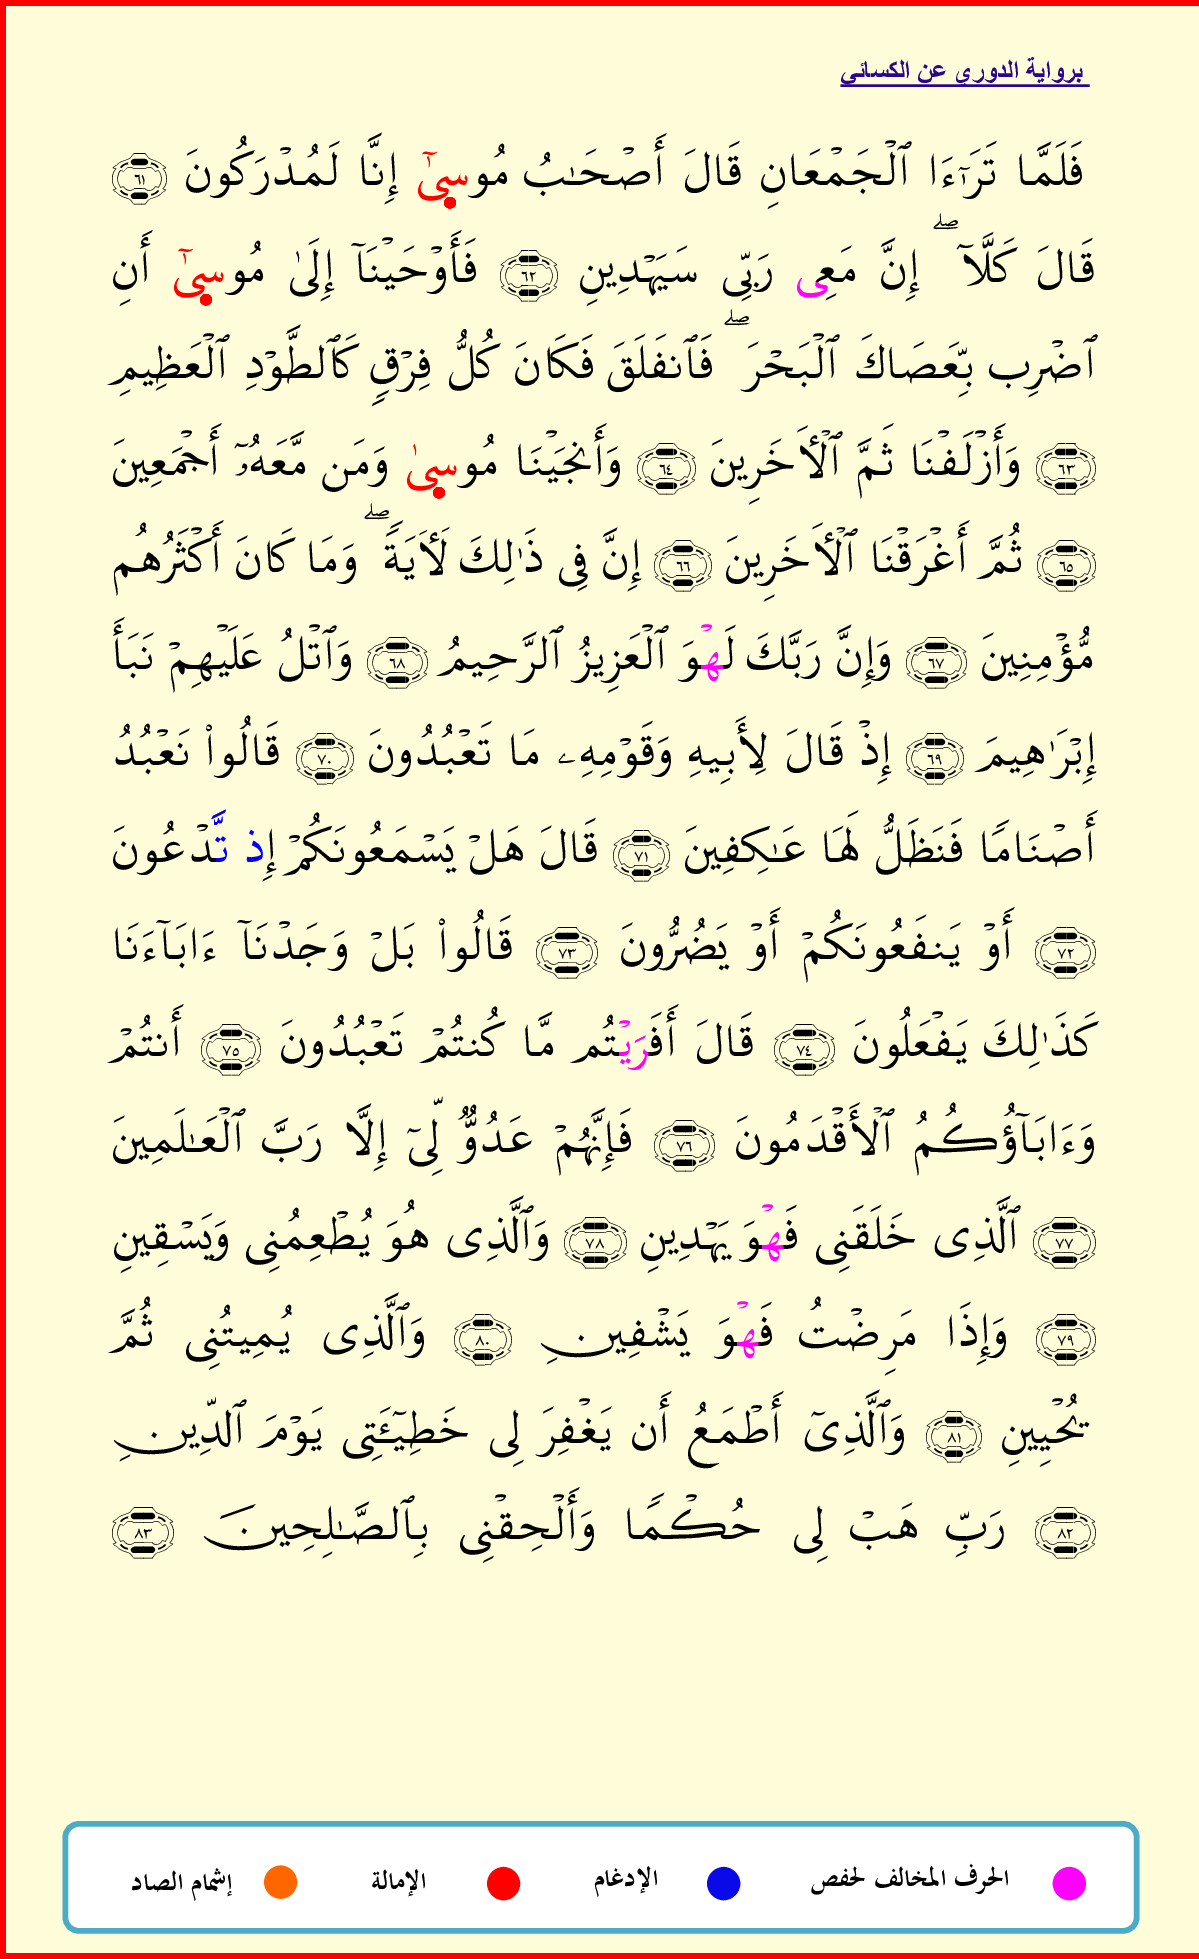 برواية الدوري عن الكسائي
فَلَمَّا تَرَٰٓءَا ٱلۡجَمۡعَانِ قَالَ أَصۡحَٰبُ مُوسِىٰٓ إِنَّا لَمُدۡرَكُونَ ٦١
قَالَ كَلَّآۖ إِنَّ مَعِي رَبِّي سَيَهۡدِينِ ٦٢ فَأَوۡحَيۡنَآ إِلَىٰ مُوسِىٰٓ أَنِ
ٱضۡرِب بِّعَصَاكَ ٱلۡبَحۡرَۖ فَٱنفَلَقَ فَكَانَ كُلُّ فِرۡقٖ كَٱلطَّوۡدِ ٱلۡعَظِيمِ
٦٣ وَأَزۡلَفۡنَا ثَمَّ ٱلۡأٓخَرِينَ ٦٤ وَأَنجَيۡنَا مُوسِىٰ وَمَن مَّعَهُۥٓ أَجۡمَعِينَ
٦٥ ثُمَّ أَغۡرَقۡنَا ٱلۡأٓخَرِينَ ٦٦ إِنَّ فِي ذَٰلِكَ لَأٓيَةٗۖ وَمَا كَانَ أَكۡثَرُهُم
مُّؤۡمِنِينَ ٦٧ وَإِنَّ رَبَّكَ لَهۡوَ ٱلۡعَزِيزُ ٱلرَّحِيمُ ٦٨ وَٱتۡلُ عَلَيۡهِمۡ نَبَأَ
إِبۡرَٰهِيمَ ٦٩ إِذۡ قَالَ لِأَبِيهِ وَقَوۡمِهِۦ مَا تَعۡبُدُونَ ٧٠ قَالُواْ نَعۡبُدُ
أَصۡنَامٗا فَنَظَلُّ لَهَا عَٰكِفِينَ ٧١ قَالَ هَلۡ يَسۡمَعُونَكُمۡ إِذ تَّدۡعُونَ
٧٢ أَوۡ يَنفَعُونَكُمۡ أَوۡ يَضُرُّونَ ٧٣ قَالُواْ بَلۡ وَجَدۡنَآ ءَابَآءَنَا
كَذَٰلِكَ يَفۡعَلُونَ ٧٤ قَالَ أَفَرَيۡتُم مَّا كُنتُمۡ تَعۡبُدُونَ ٧٥ أَنتُمۡ
وَءَابَآؤُكُمُ ٱلۡأَقۡدَمُونَ ٧٦ فَإِنَّهُمۡ عَدُوّٞ لِّيٓ إِلَّا رَبَّ ٱلۡعَٰلَمِينَ
٧٧ ٱلَّذِي خَلَقَنِي فَهۡوَ يَهۡدِينِ ٧٨ وَٱلَّذِي هُوَ يُطۡعِمُنِي وَيَسۡقِينِ
٧٩ وَإِذَا مَرِضۡتُ فَهۡوَ يَشۡفِينِ ٨٠ وَٱلَّذِي يُمِيتُنِي ثُمَّ
يُحۡيِينِ ٨١ وَٱلَّذِيٓ أَطۡمَعُ أَن يَغۡفِرَ لِي خَطِيٓـَٔتِي يَوۡمَ ٱلدِّينِ
٨٢ رَبِّ هَبۡ لِي حُكۡمٗا وَأَلۡحِقۡنِي بِٱلصَّٰلِحِينَ ٨٣
الحرف المخالف لحفص الإدغام الإمالة إشمام الصاد